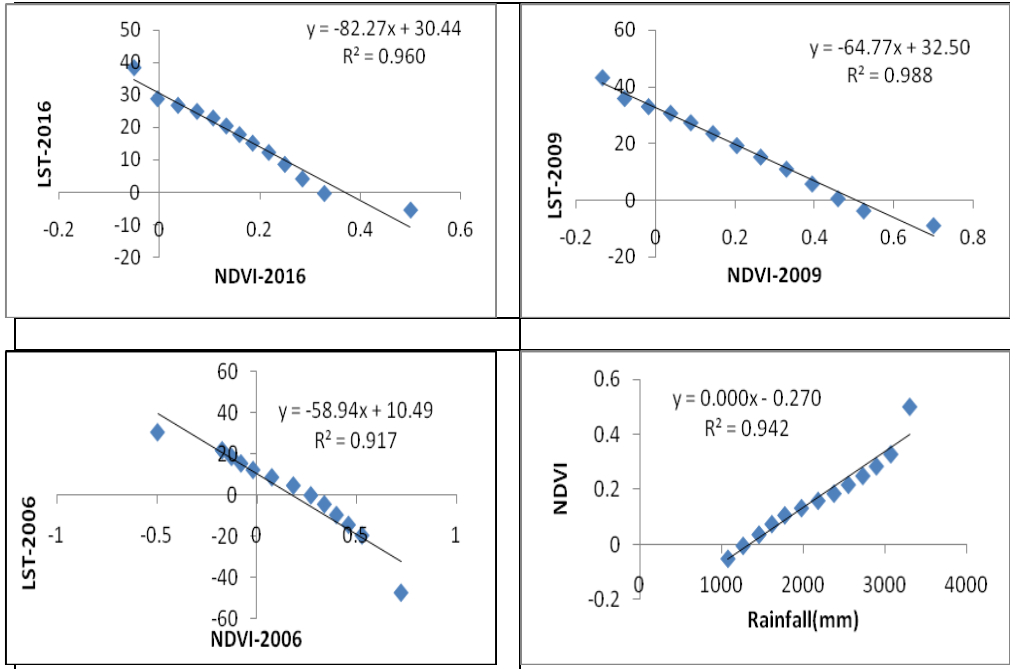 y = -82.27x + 30.44
R² = 0.960
50
40
30
20
10
0
-10
-20
-0.2
0
0.2
0.4
0.6
LST-2016
NDVI-2016
y = -64.77x + 32.50
R² = 0.988
60
40
20
0
-20
-0.2
0
0.2
0.4
0.6
0.8
LST-2009
NDVI-2009
y = -58.94x + 10.49
R² = 0.917
60
40
20
0
-20
-40
-60
-1
-0.5
0
0.5
1
LST-2006
NDVI-2006
y = 0.000x - 0.270
R² = 0.942
0.6
0.4
0.2
0
-0.2
0
1000
2000
3000
4000
NDVI
Rainfall(mm)